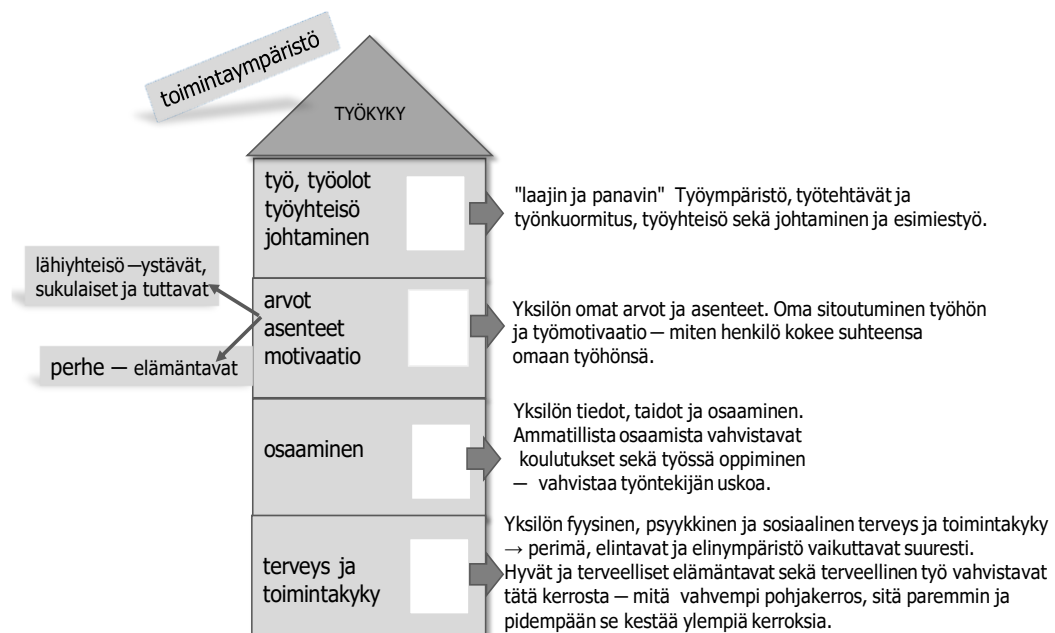 toimintaympäristö
TYÖKYKY
työ, työolot
työyhteisö
johtaminen
"laajin ja panavin" Työympäristö, työtehtävät ja
työnkuormitus, työyhteisö sekä johtaminen ja esimiestyö.
lähiyhteisö – ystävät,
sukulaiset ja tuttavat
perhe – elämäntavat
arvot
asenteet
motivaatio
Yksilön omat arvot ja asenteet. Oma sitoutuminen työhön
ja työmotivaatio – miten henkilö kokee suhteensa
omaan työhönsä.
osaaminen
Yksilön tiedot, taidot ja osaaminen.
Ammatillista osaamista vahvistavat
koulutukset sekä työssä oppiminen
– vahvistaa työntekijän uskoa.
terveys ja
toimintakyky
Yksilön fyysinen, psyykkinen ja sosiaalinen terveys ja toimintakyky
→ perimä, elintavat ja elinympäristö vaikuttavat suuresti.
Hyvät ja terveelliset elämäntavat sekä terveellinen työ vahvistavat
tätä kerrosta – mitä vahvempi pohjakerros, sitä paremmin ja
pidempään se kestää ylempiä kerroksia.